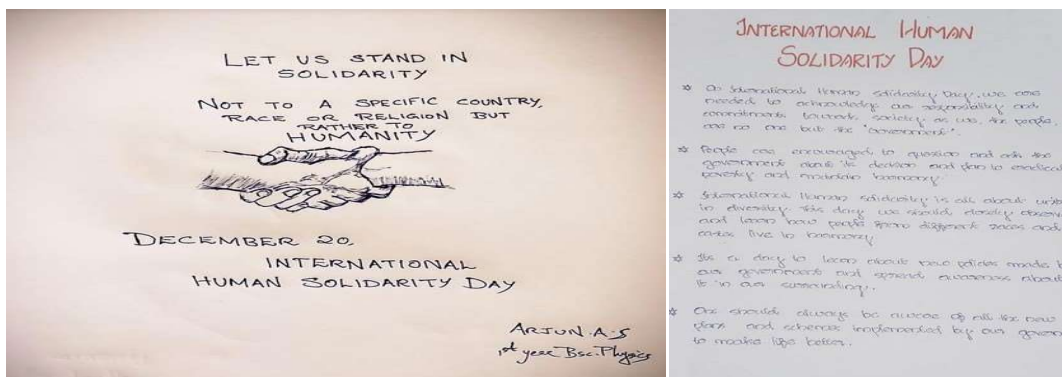 LET US STAND IN
SOLIDARITY
NOT TO A SPECIFIC COUNTRY,
RACE OR RELIGION BUT
RATHER TO
HUMANITY
DECEMBER 20,
INTERNATIONAL
HUMAN SOLIDARITY DAY
ARJUN.A.S
1st year Bsc.Physics
INTERNATIONAL HUMAN
SOLIDARITY DAY
On International Human solidarity Day, we are
needed to acknowledge our responsibility and
commitments towards society as we, the people,
are no one but the 'Government'.
People are encouraged to question and ask the
government about its decision and plan to eradicate
poverty and maintain harmony.
International Human solidarity is all about
in diversity. This day we should closely
and learn how people from different races and
castes live in harmony
Its a day to learn about new policies made
our government and spread awareness about
it in our surrounding.
One should always be aware of all the new
plans and schemes implemented by our
to make life better.